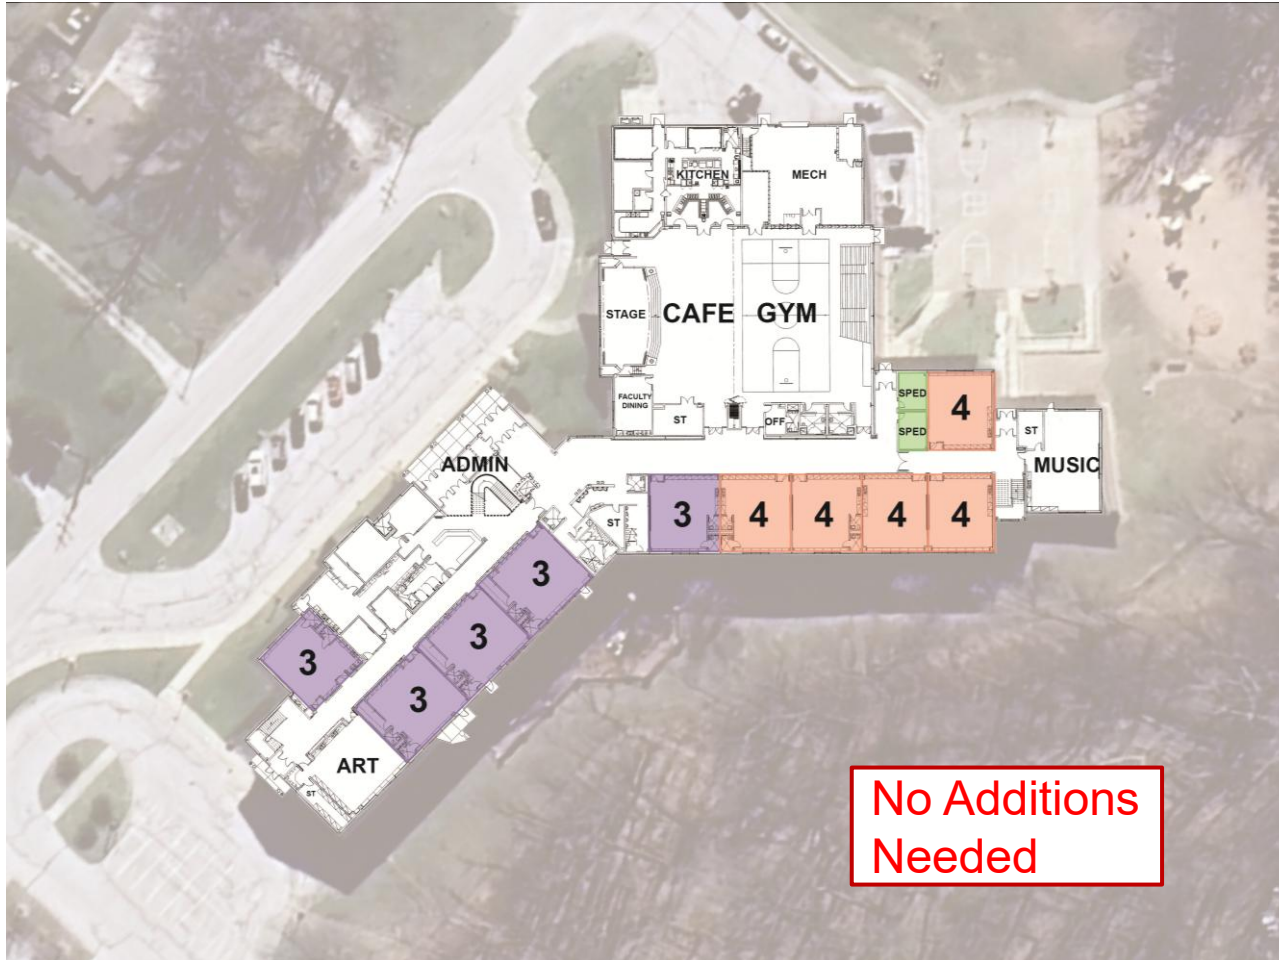 KITCHEN
MECH
STAGE
CAFE
GYM
FACULTY
DINING
ST
OFF
SPED
SPED
4
ST
MUSIC
ADMIN
ST
3
4
4
4
4
3
3
3
3
ART
ST
No Additions
Needed